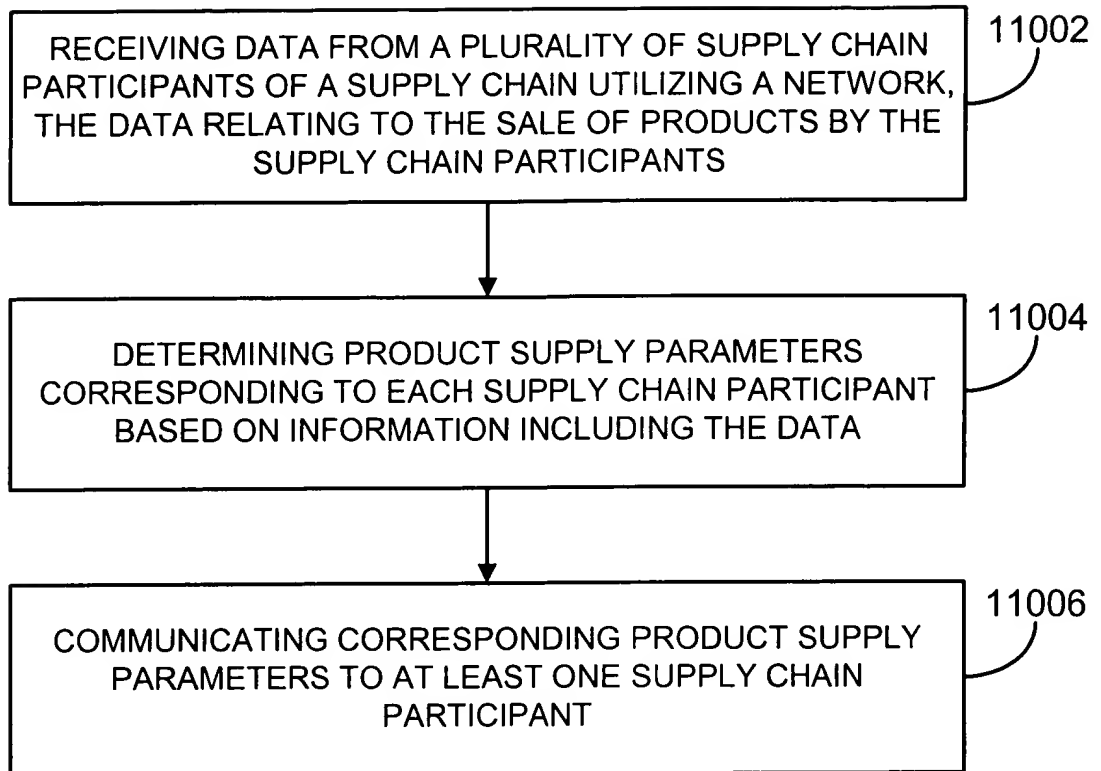 RECEIVING DATA FROM A PLURALITY OF SUPPLY CHAIN
PARTICIPANTS OF A SUPPLY CHAIN UTILIZING A NETWORK,
THE DATA RELATING TO THE SALE OF PRODUCTS BY THE
SUPPLY CHAIN PARTICIPANTS
11002
DETERMINING PRODUCT SUPPLY PARAMETERS
CORRESPONDING TO EACH SUPPLY CHAIN PARTICIPANT
BASED ON INFORMATION INCLUDING THE DATA
11004
COMMUNICATING CORRESPONDING PRODUCT SUPPLY
PARAMETERS TO AT LEAST ONE SUPPLY CHAIN
PARTICIPANT
11006